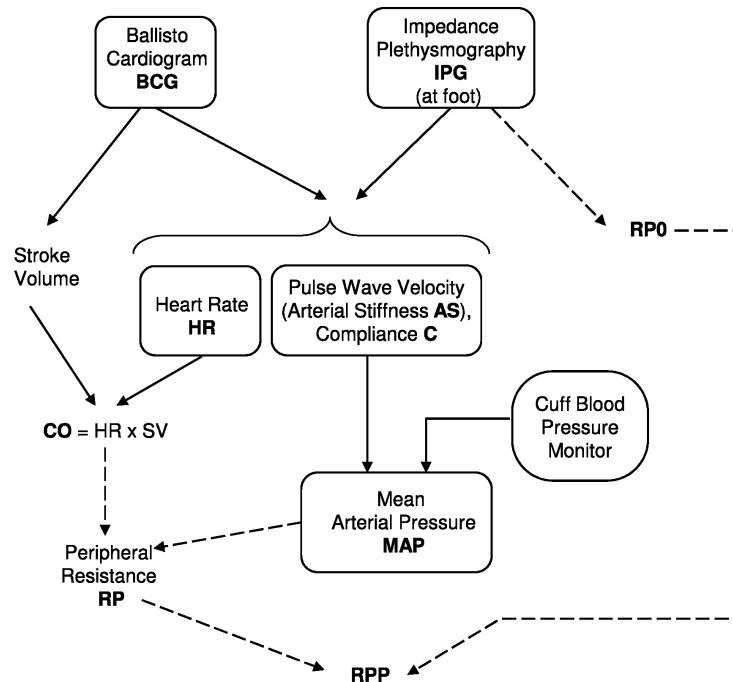 Ballisto
Cardiogram
BCG
Impedance
Plethysmography
IPG
(at foot)
RP0
Stroke
Volume
Heart Rate
HR
Pulse Wave Velocity
(Arterial Stiffness AS),
Compliance C
CO = HR x SV
Cuff Blood
Pressure
Monitor
Mean
Arterial Pressure
MAP
Peripheral
Resistance
RP
RPP